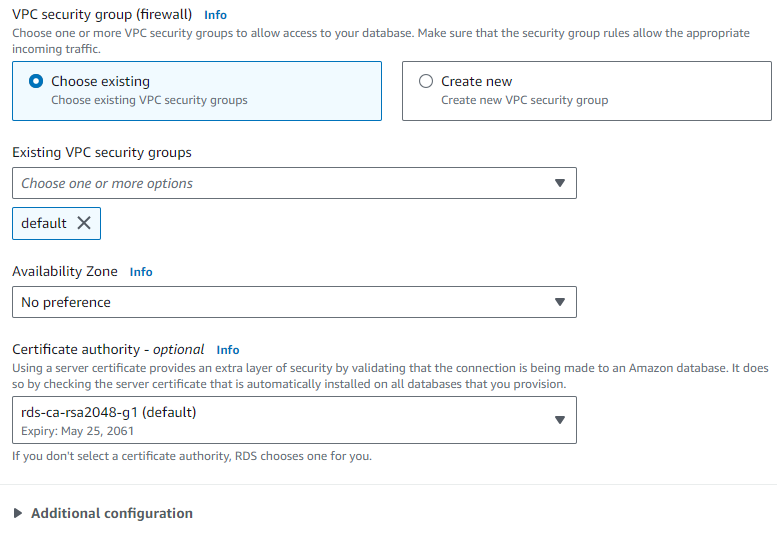 VPC security group (firewall) Info
Choose one or more VPC security groups to allow access to your database. Make sure that the security group rules allow the appropriate
incoming traffic.
Choose existing
Choose existing VPC security groups
Create new
Create new VPC security group
Existing VPC security groups
Choose one or more options
default
Availability Zone Info
No preference
Certificate authority - optional Info
Using a server certificate provides an extra layer of security by validating that the connection is being made to an Amazon database. It does
so by checking the server certificate that is automatically installed on all databases that you provision.
rds-ca-rsa2048-g1 (default)
Expiry: May 25, 2061
If you don't select a certificate authority, RDS chooses one for you.
Additional configuration